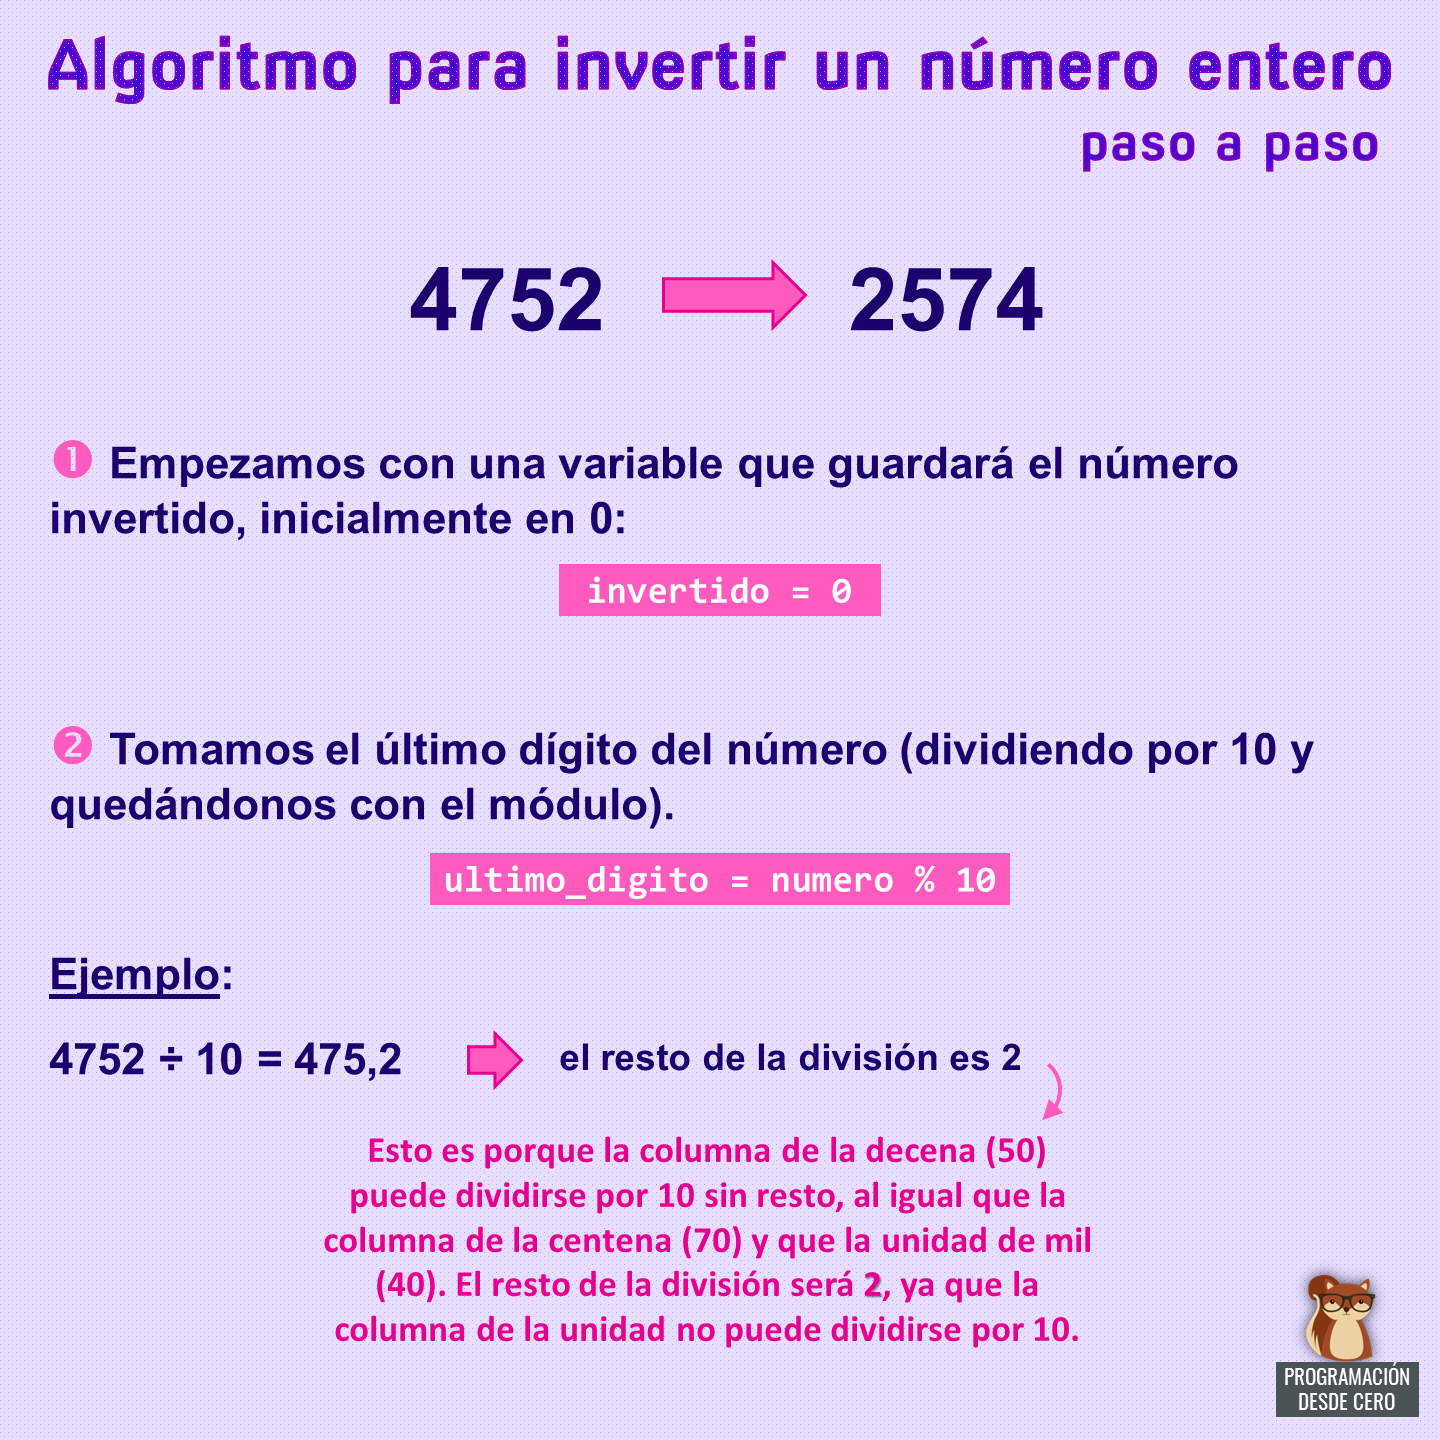 Algoritmo para invertir un número entero
paso a paso
4752 2574
1 Empezamos con una variable que guardará el número
invertido, inicialmente en 0:
invertido = 0
2 Tomamos el último dígito del número (dividiendo por 10 y
quedándonos con el módulo).
ultimo_digito = numero % 10
Ejemplo:
4752 ÷ 10 = 475,2 el resto de la división es 2
Esto es porque la columna de la decena (50)
puede dividirse por 10 sin resto, al igual que la
columna de la centena (70) y que la unidad de mil
(40). El resto de la división será 2, ya que la
columna de la unidad no puede dividirse por 10.
PROGRAMACIÓN
DESDE CERO